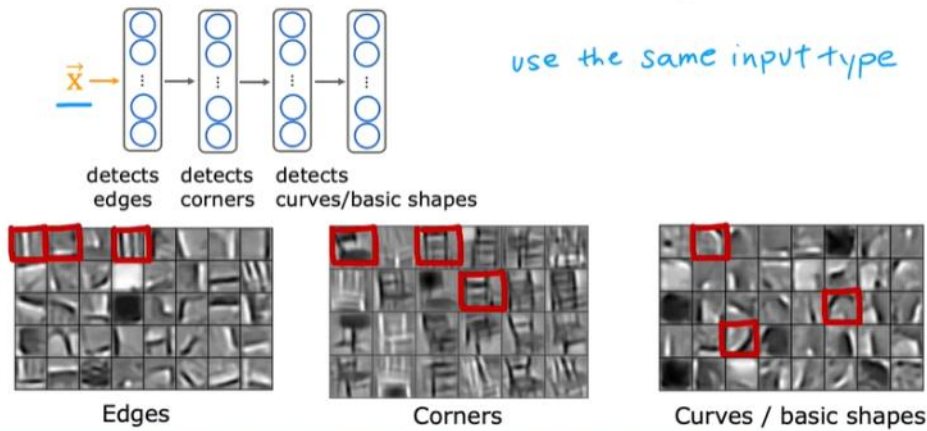 use the same input type
x
detects detects detects
edges corners curves/basic shapes
Edges Corners Curves / basic shapes